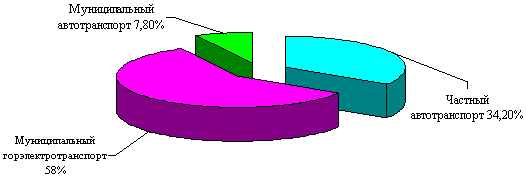 Муниципальный
автотранспорт 7,80%
Частный
автотранспорт 34,20%
Муниципальный
горэлектротранспорт
58%